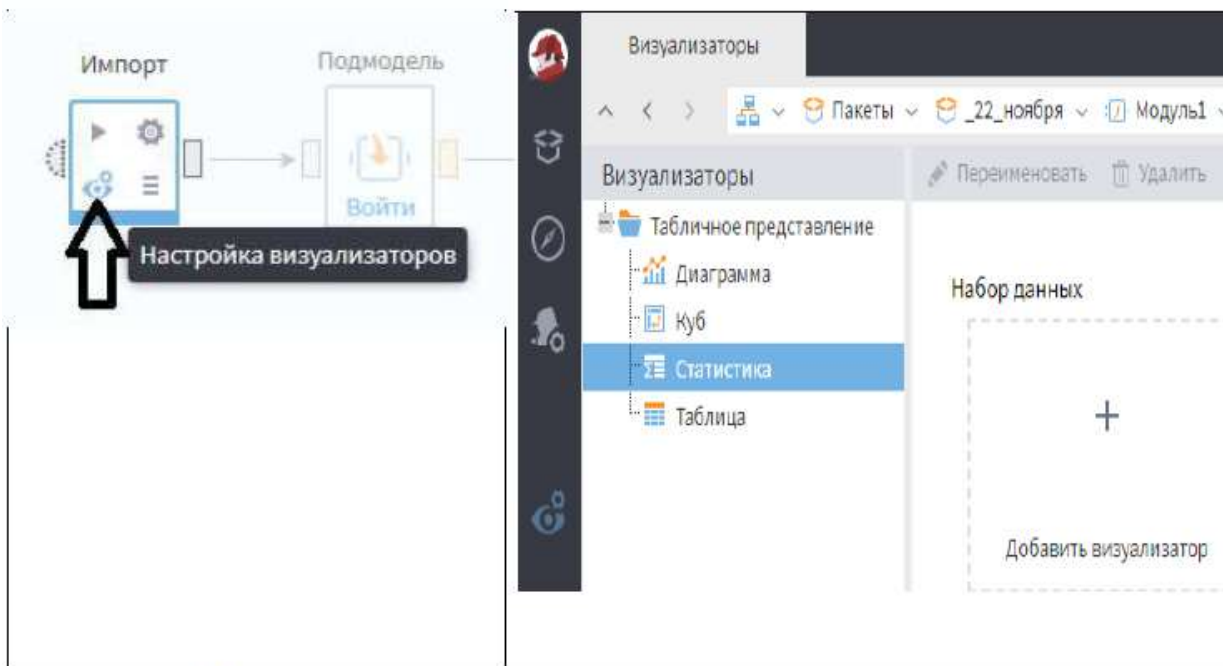 Импорт
Подмодель
Войти
Настройка визуализаторов
Визуализаторы
Пакеты
_22_ноября
Модуль1
Визуализаторы
Переименовать
Удалить
Табличное представление
Диаграмма
Куб
Статистика
Таблица
Набор данных
+
Добавить визуализатор